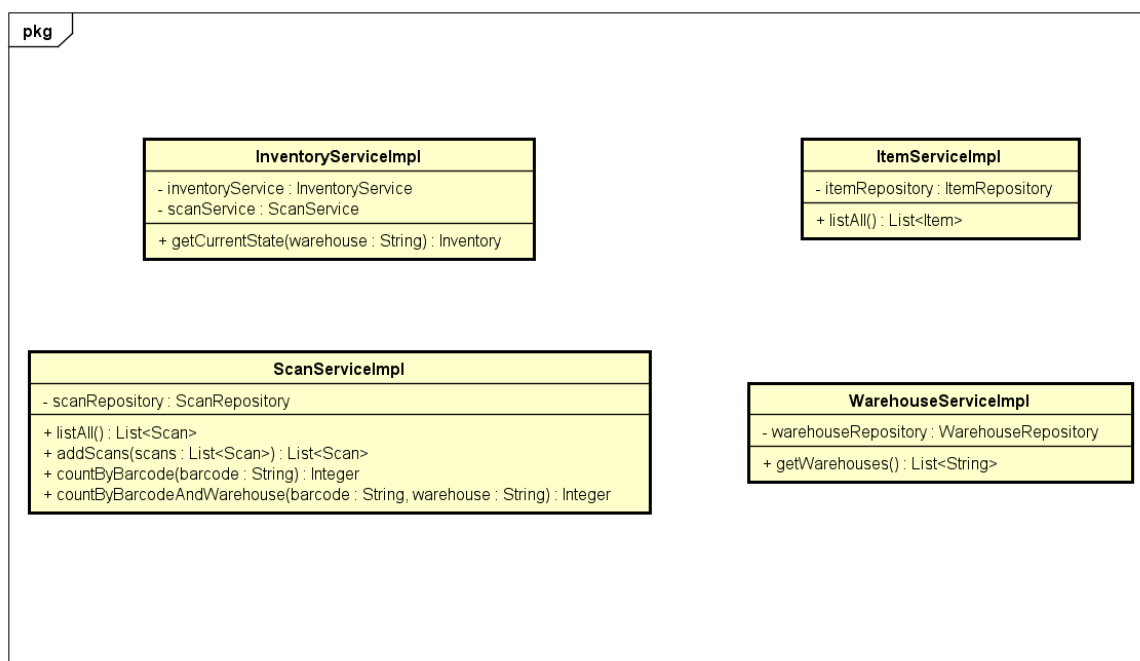 pkg
InventoryServiceImpl
- inventoryService : InventoryService
- scanService : ScanService
+ getCurrentState(warehouse : String) : Inventory
ItemServiceImpl
- itemRepository : ItemRepository
+ listAll() : List<Item>
ScanServiceImpl
- scanRepository : ScanRepository
+ listAll() : List<Scan>
+ addScans(scans : List<Scan>) : List<Scan>
+ countByBarcode(barcode : String) : Integer
+ countByBarcodeAndWarehouse(barcode : String, warehouse : String) : Integer
WarehouseServiceImpl
- warehouseRepository : WarehouseRepository
+ getWarehouses() : List<String>